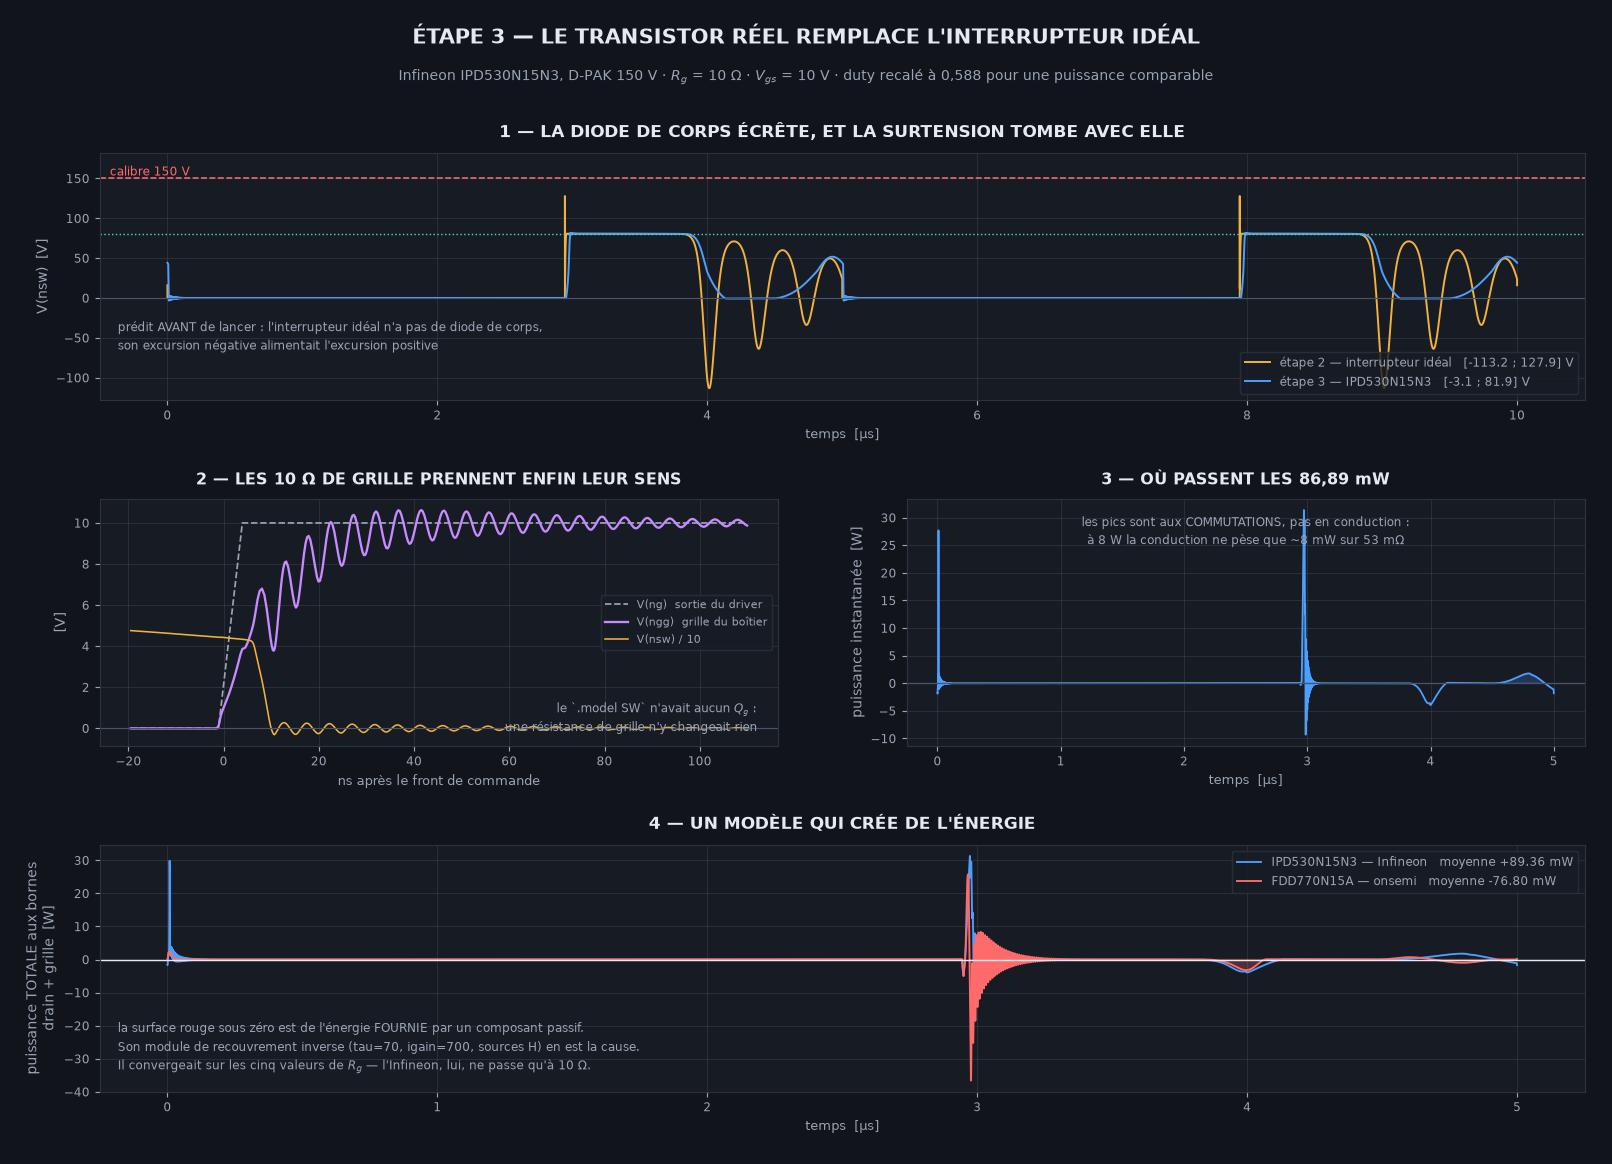 ÉTAPE 3 — LE TRANSISTOR RÉEL REMPLACE L'INTERRUPTEUR IDÉAL
Infineon IPD530N15N3, D-PAK 150 V · Rg = 10 Ω · Vgs = 10 V · duty recalé à 0,588 pour une puissance comparable
1 — LA DIODE DE CORPS ÉCRÊTE, ET LA SURTENSION TOMBE AVEC ELLE
calibre 150 V
150
100
50
0
−50
−100
V(nsw) [V]
prédit AVANT de lancer : l'interrupteur idéal n'a pas de diode de corps,
son excursion négative alimentait l'excursion positive
étape 2 — interrupteur idéal [-113.2 ; 127.9] V
étape 3 — IPD530N15N3 [-3.1 ; 81.9] V
0 2 4 6 8 10
temps [µs]
2 — LES 10 Ω DE GRILLE PRENNENT ENFIN LEUR SENS
10
8
6
4
2
0
[V]
V(ng) sortie du driver
V(ngg) grille du boîtier
V(nsw) / 10
le `.model SW` n'avait aucun Qg :
une résistance de grille n'y changeait rien
−20 0 20 40 60 80 100
ns après le front de commande
3 — OÙ PASSENT LES 86,89 mW
30
25
20
15
10
5
0
−5
−10
puissance instantanée [W]
les pics sont aux COMMUTATIONS, pas en conduction :
à 8 W la conduction ne pèse que ~8 mW sur 53 mΩ
0 1 2 3 4 5
temps [µs]
4 — UN MODÈLE QUI CRÉE DE L'ÉNERGIE
30
20
10
0
−10
−20
−30
−40
puissance TOTALE aux bornes
drain + grille [W]
IPD530N15N3 — Infineon moyenne +89.36 mW
FDD770N15A — onsemi moyenne -76.80 mW
la surface rouge sous zéro est de l'énergie FOURNIE par un composant passif.
Son module de recouvrement inverse (tau=70, igain=700, sources H) en est la cause.
Il convergeait sur les cinq valeurs de Rg — l'Infineon, lui, ne passe qu'à 10 Ω.
0 1 2 3 4 5
temps [µs]